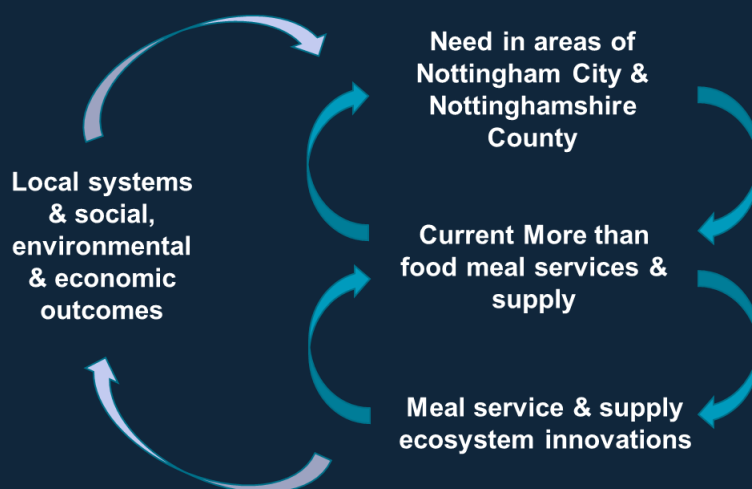 Need in areas of
Nottingham City &
Nottinghamshire
County
Local systems
& social,
environmental
& economic
outcomes
Current More than
food meal services &
supply
Meal service & supply
ecosystem innovations